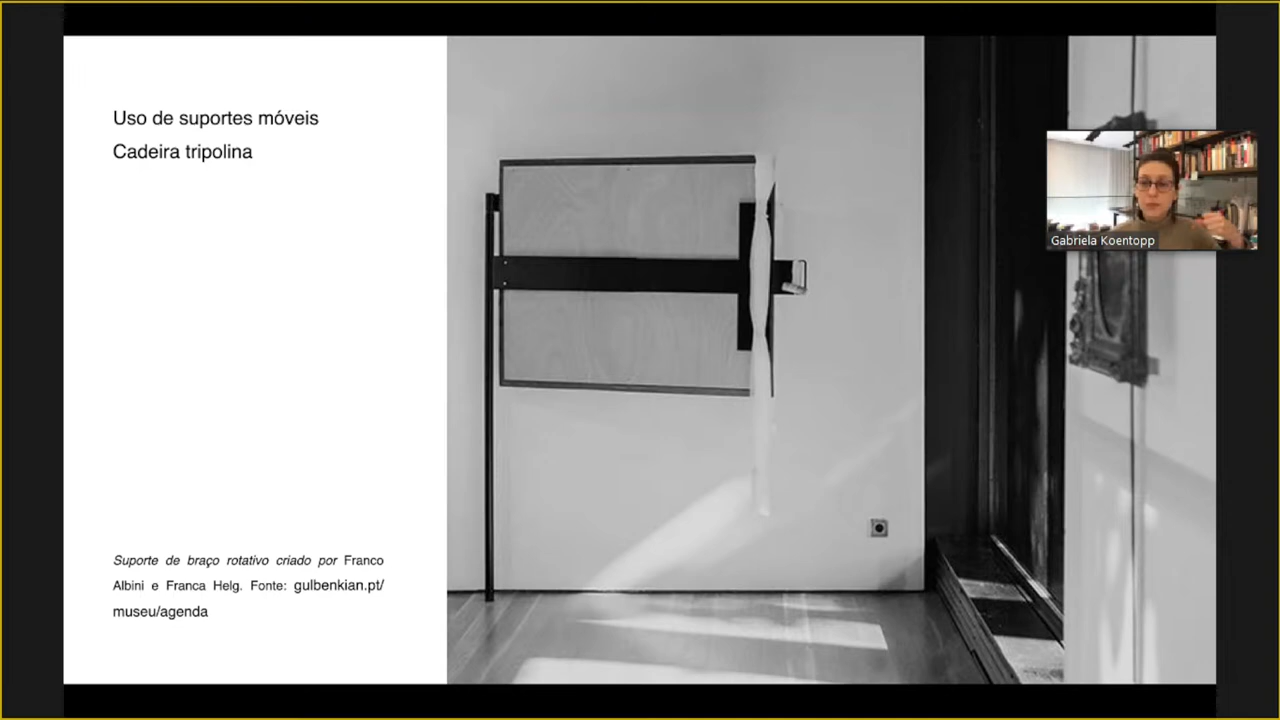 Uso de suportes móveis
Cadeira tripolina
Gabriela Koentopp
Suporte de braço rotativo criado por Franco
Albini e Franca Helg. Fonte: gulbenkian.pt/
museu/agenda